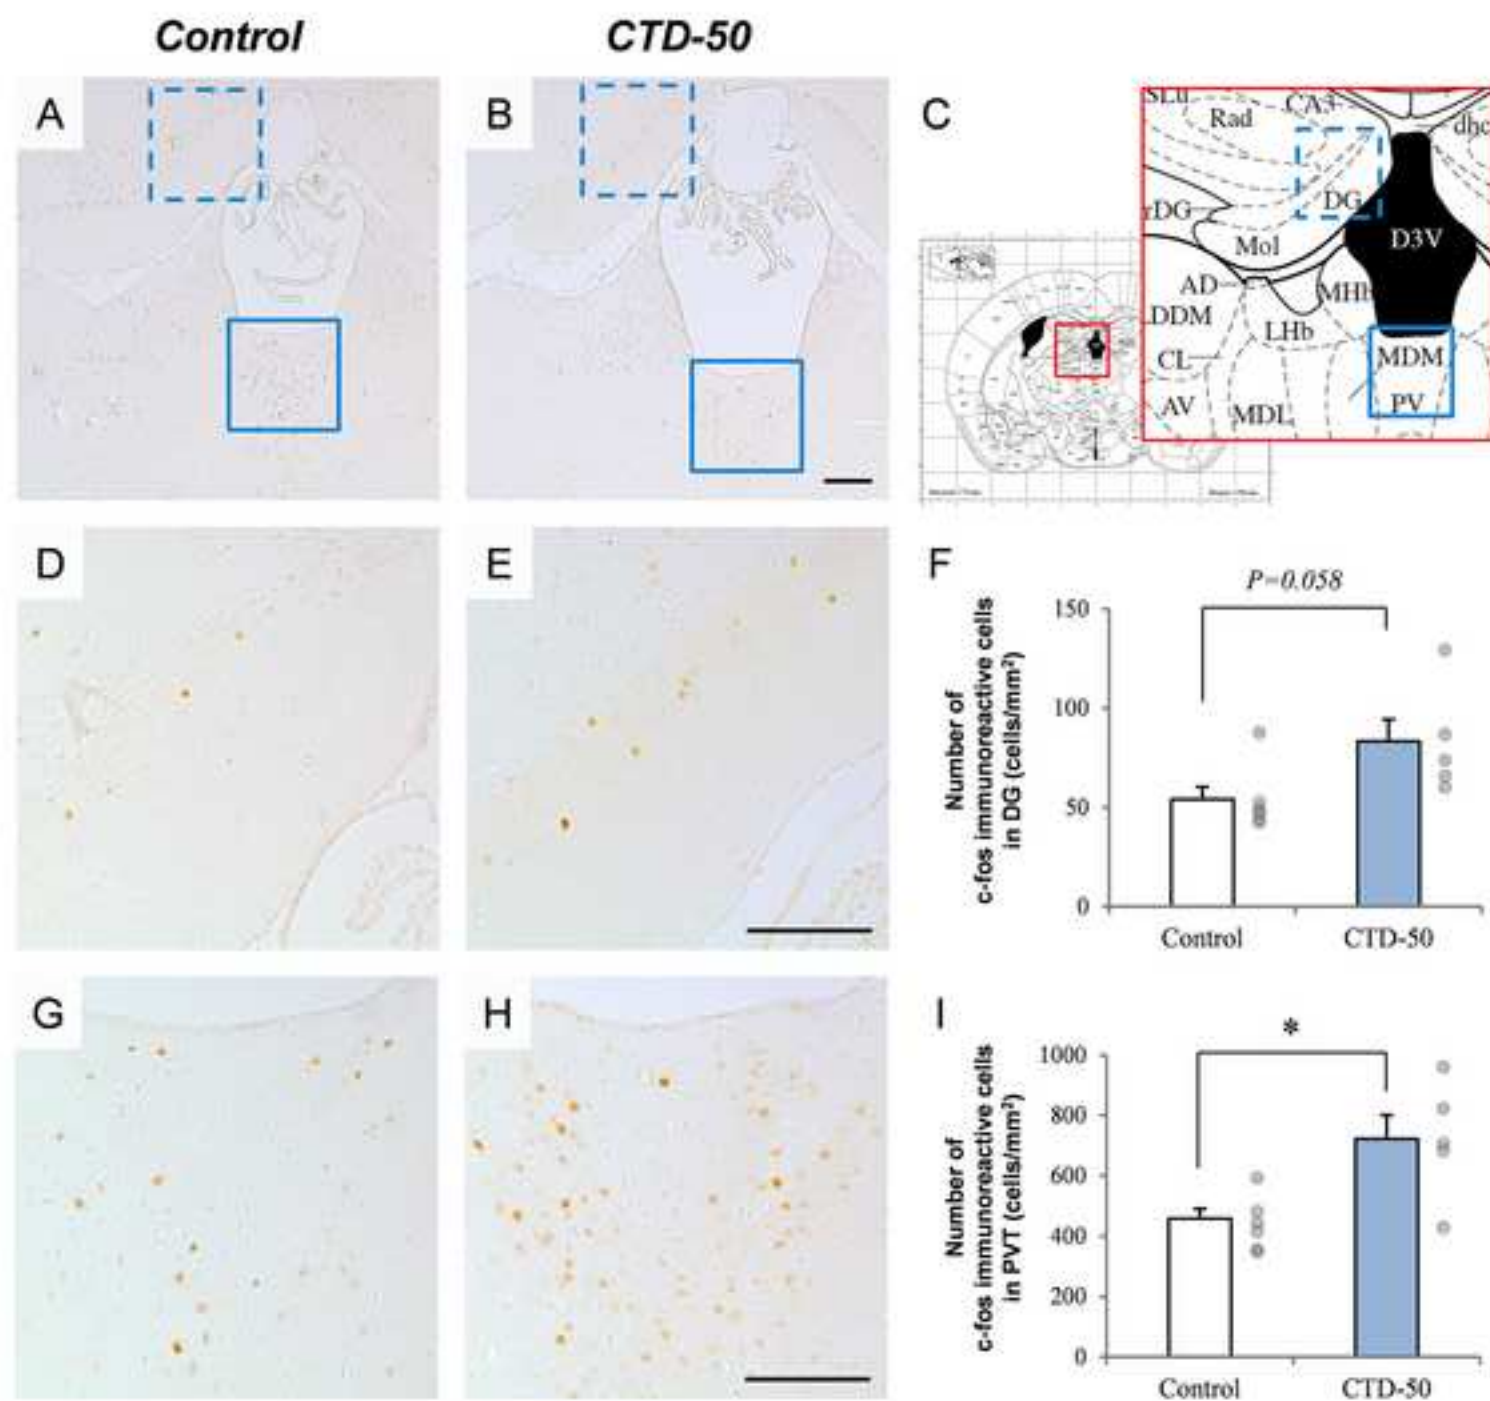 Control
CTD-50
A
B
C
CA3
Rad
dhc
DG
rDG
D3V
Mol
AD
MHb
DDM
LHb
CL
MDM
AV
MDL
PV
D
E
F
P=0.058
Number of
c-fos immunoreactive cells
in DG (cells/mm²)
150
100
50
0
Control
CTD-50
G
H
I
*
Number of
c-fos immunoreactive cells
in PVT (cells/mm²)
1000
800
600
400
200
0
Control
CTD-50